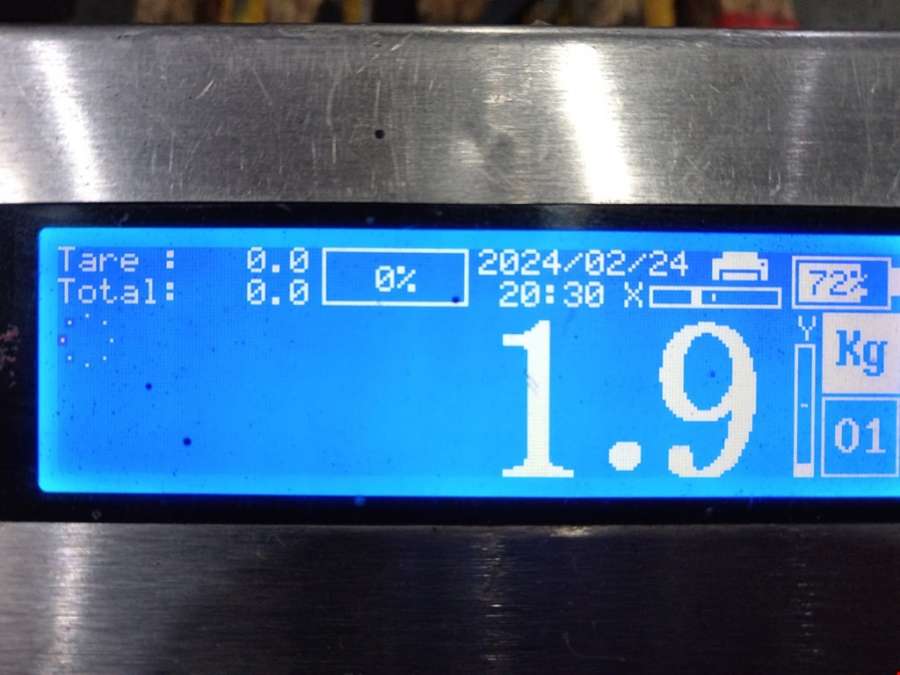 Tare : 0.0 0% 2024/02/24 72%
Total: 0.0 20:30 X
Y
Kg
1.9
01